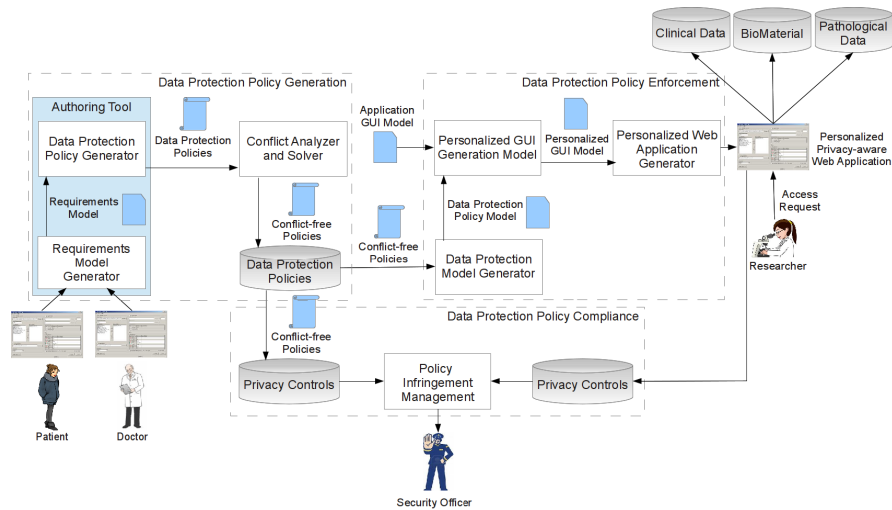 Clinical Data
BioMaterial
Pathological
Data
Data Protection Policy Generation
Data Protection Policy Enforcement
Authoring Tool
Data Protection
Policy Generator
Data Protection
Policies
Conflict Analyzer
and Solver
Application
GUI Model
Personalized GUI
Generation Model
Personalized
GUI Model
Personalized Web
Application
Generator
Personalized
Privacy-aware
Web Application
Requirements
Model
Requirements
Model
Generator
Conflict-free
Policies
Data Protection
Policies
Conflict-free
Policies
Data Protection
Policy Model
Data Protection
Model Generator
Access
Request
Researcher
Conflict-free
Policies
Data Protection Policy Compliance
Privacy Controls
Policy
Infringement
Management
Privacy Controls
Patient
Doctor
Security Officer